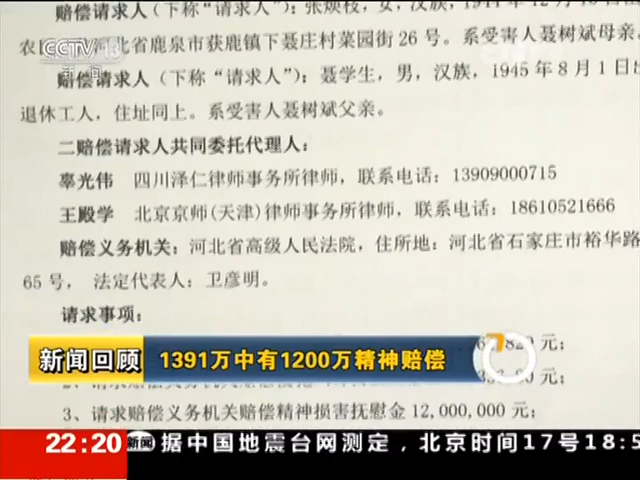 赔偿请求人（下称“请求人”）：张焕枝，女，汉族，1944年12月
农 河北省鹿泉市获鹿镇下聂庄村菜园街26号。系受害人聂树斌母亲
CCTV 13
新闻
赔偿请求人（下称“请求人”）：聂学生，男，汉族，1945年8月1日
退休工人，住址同上。系受害人聂树斌父亲。
二赔偿请求人共同委托代理人：
辜光伟 四川泽仁律师事务所律师，联系电话：13909000715
王殿学 北京京师(天津)律师事务所律师，联系电话：18610521666
赔偿义务机关：河北省高级人民法院，住所地：河北省石家庄市裕华路
65号， 法定代表人：卫彦明。
请求事项：
元；
新闻回顾 1391万中有1200万精神赔偿
元；
3、请求赔偿义务机关赔偿精神损害抚慰金12,000,000元；
22:20 新闻 据中国地震台网测定，北京时间17号18:5